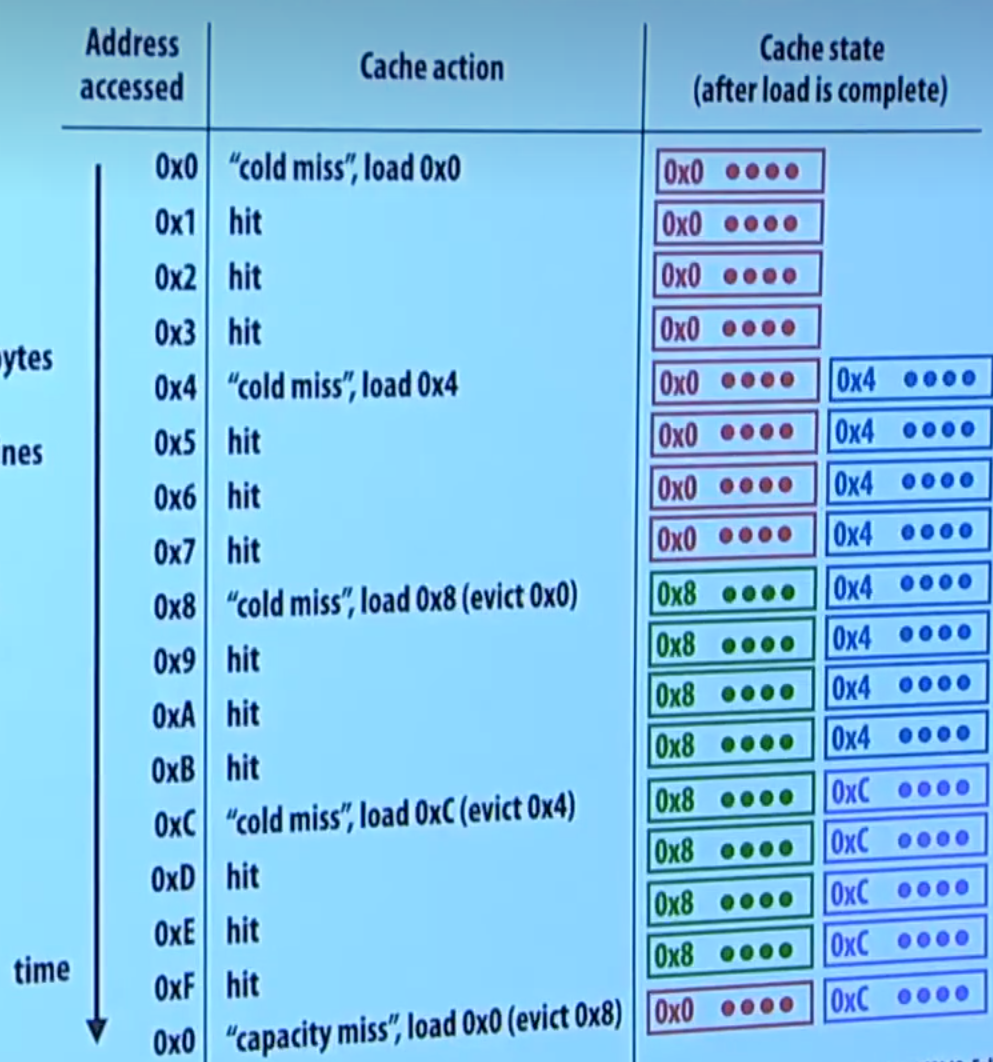 Address accessed | Cache action | Cache state (after load is complete)
0x0 "cold miss", load 0x0 0x0
0x1 hit 0x0
0x2 hit 0x0
0x3 hit 0x0
ytes
0x4 "cold miss", load 0x4 0x0 0x4
0x5 hit 0x0 0x4
nes
0x6 hit 0x0 0x4
0x7 hit 0x0 0x4
0x8 "cold miss", load 0x8 (evict 0x0) 0x8 0x4
0x9 hit 0x8 0x4
0xA hit 0x8 0x4
0xB hit 0x8 0x4
0xC "cold miss", load 0xC (evict 0x4) 0x8 0xC
0xD hit 0x8 0xC
0xE hit 0x8 0xC
time
0xF hit 0x8 0xC
0x0 "capacity miss", load 0x0 (evict 0x8) 0x0 0xC